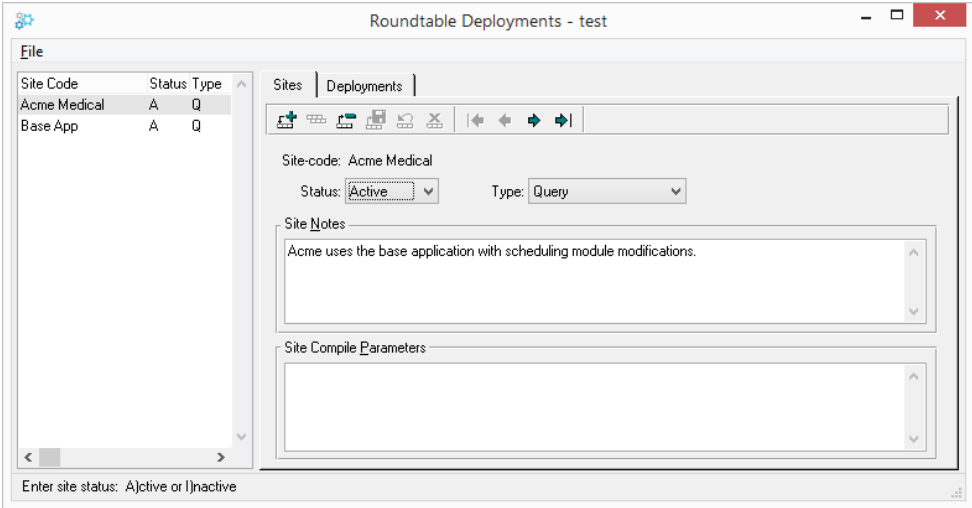 Roundtable Deployments - test
File
Site Code Status Type
Acme Medical A Q
Base App A Q
Sites Deployments
Site-code: Acme Medical
Status: Active Type: Query
Site Notes
Acme uses the base application with scheduling module modifications.
Site Compile Parameters
Enter site status: A)ctive or I)nactive